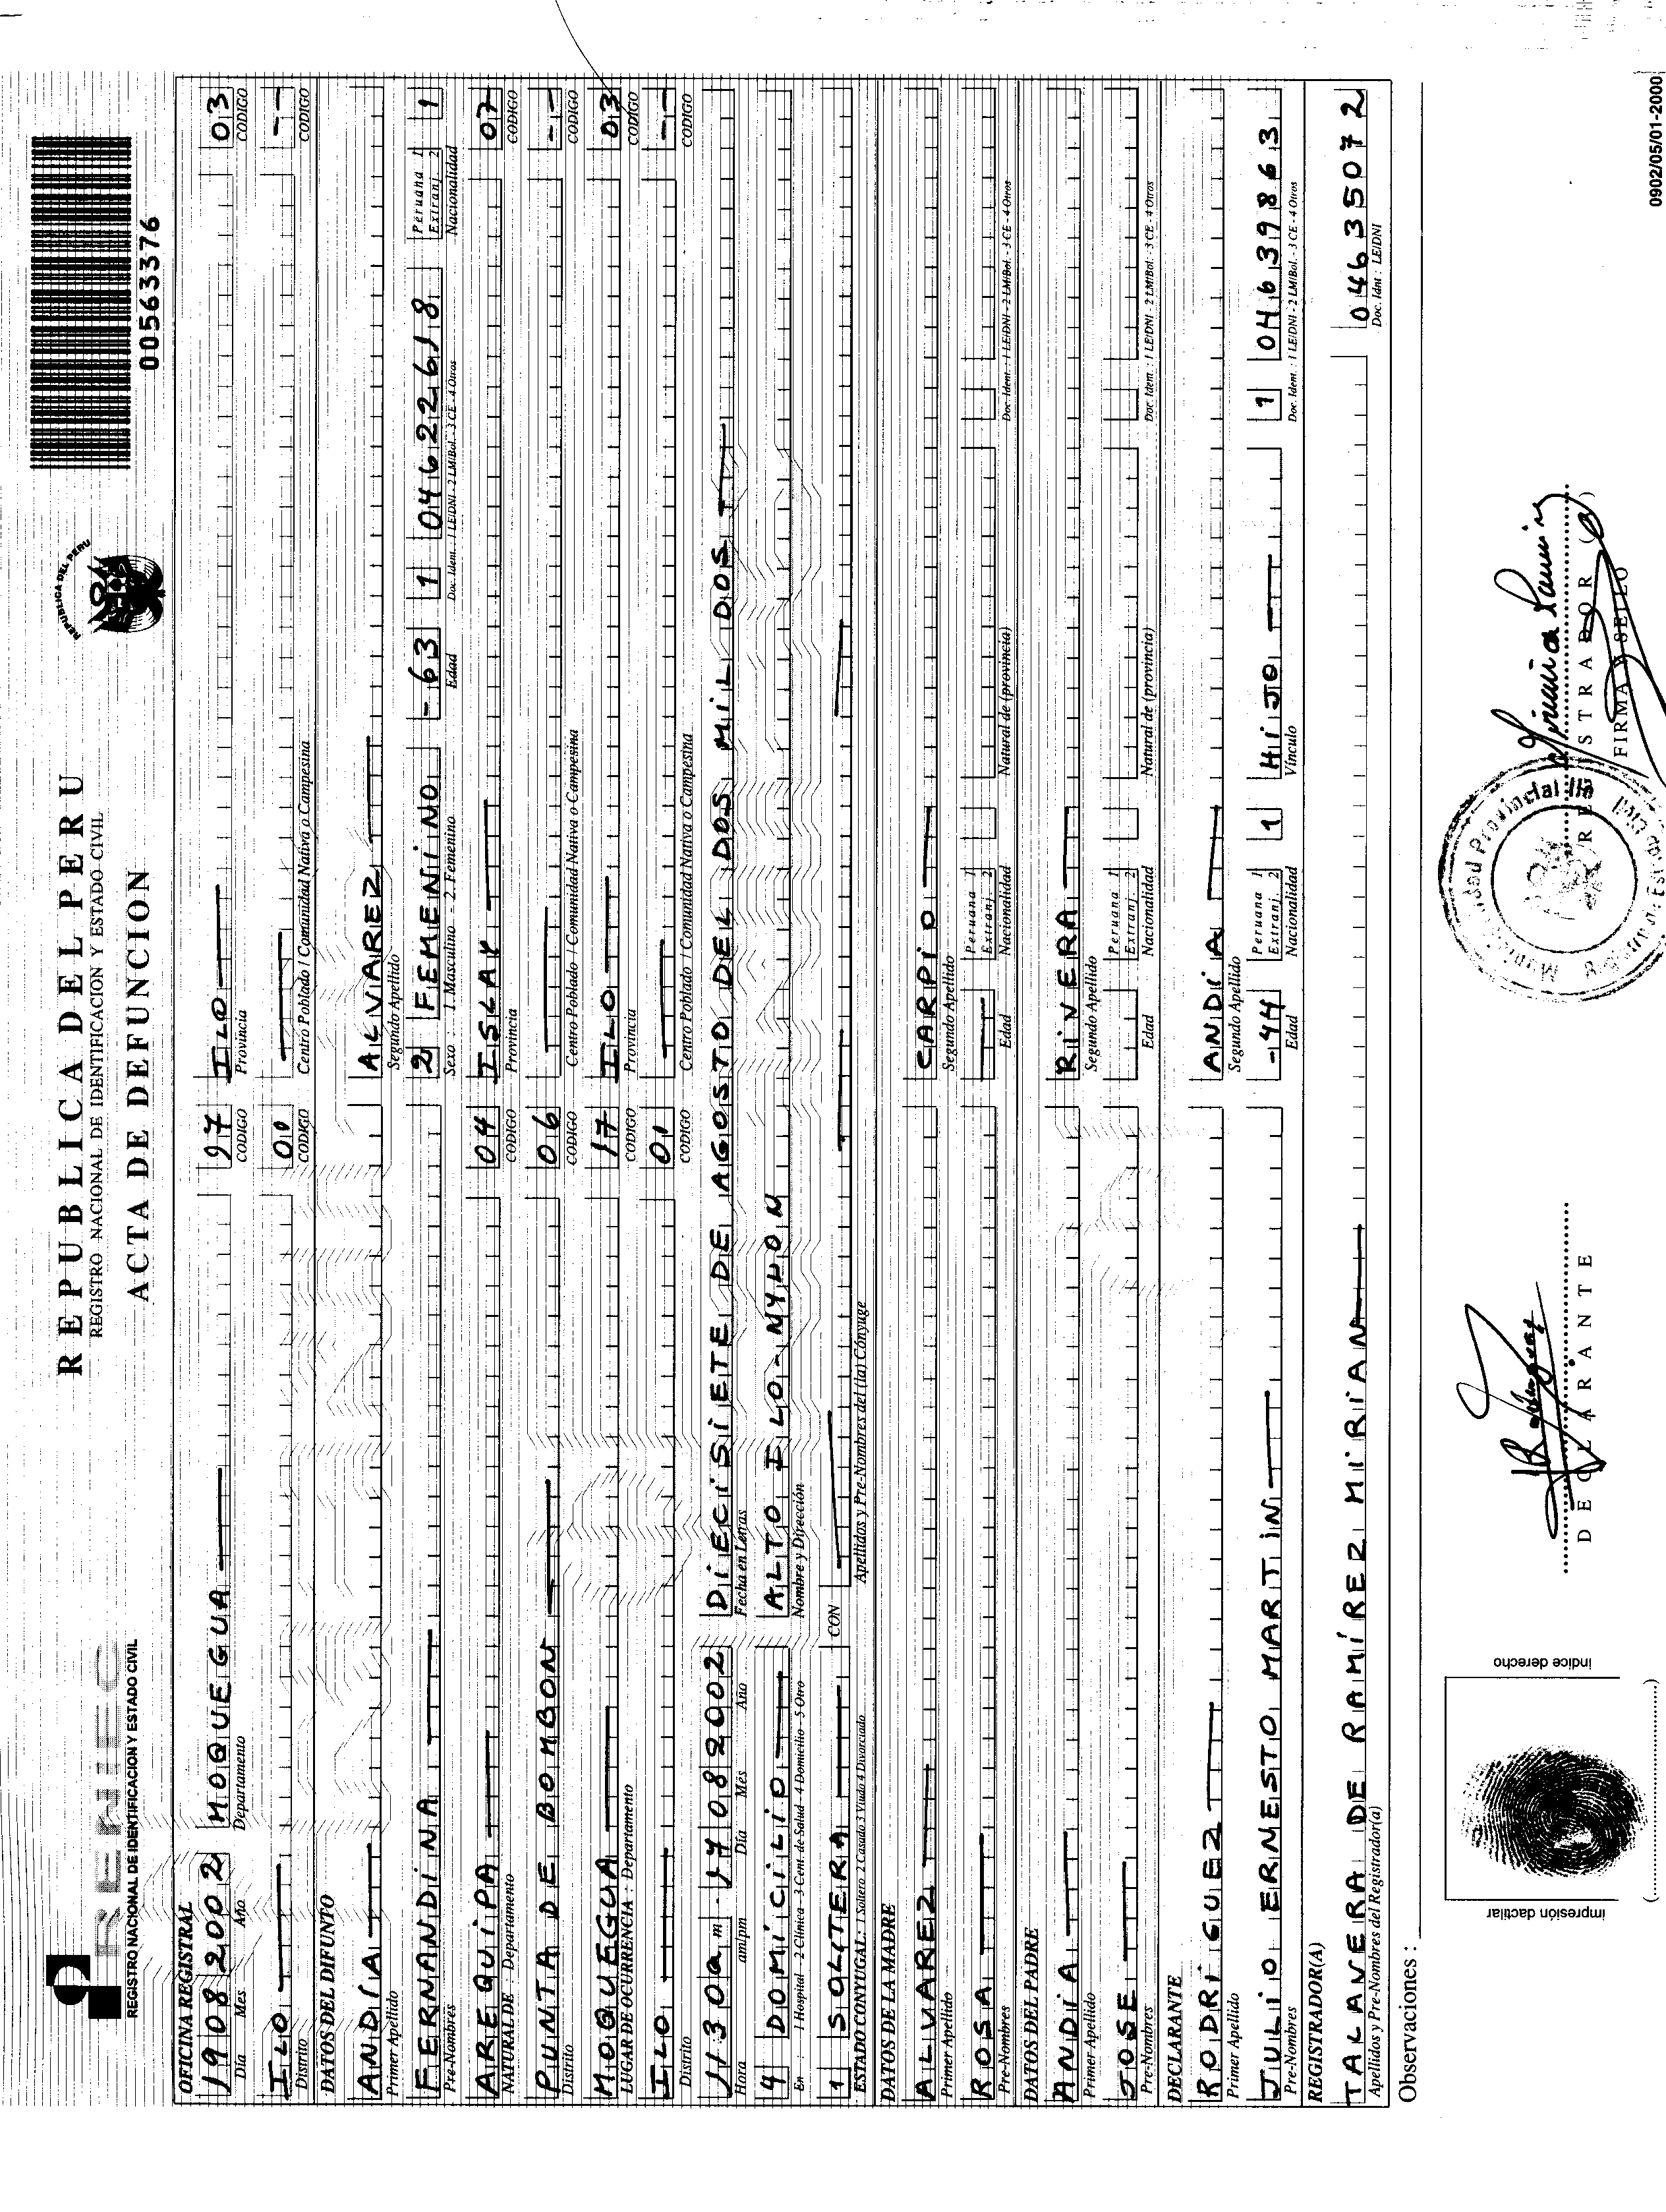 REPUBLICA DEL PERU
REGISTRO NACIONAL DE IDENTIFICACION Y ESTADO CIVIL
ACTA DE DEFUNCION
RENIEC
REGISTRO NACIONAL DE IDENTIFICACION Y ESTADO CIVIL
REPUBLICA DEL PERU
00563376
OFICINA REGISTRAL
19 08 2002 MOQUEGUA 17 ILO 03
Día Mes Año Departamento CODIGO Provincia CODIGO
ILO 01 --
Distrito CODIGO Centro Poblado / Comunidad Nativa o Campesina CODIGO
DATOS DEL DIFUNTO
ANDÍA ALVAREZ
Primer Apellido Segundo Apellido
FERNANDINA 2 FEMENINO - 63 1 04622618 Peruana 1 Extranj. 2 1
Pre-Nombres Sexo : 1. Masculino - 2. Femenino Edad Doc. Ident. : 1 LE/DNI - 2 LM/Bol. - 3 CE - 4 Otros Nacionalidad
AREQUIPA 04 ISLAY 07
NATURAL DE : Departamento CODIGO Provincia CODIGO
PUNTA DE BOMBON 06 --
Distrito CODIGO Centro Poblado / Comunidad Nativa o Campesina CODIGO
MOQUEGUA 17 ILO 03
LUGAR DE OCURRENCIA : Departamento CODIGO Provincia CODIGO
ILO 01 --
Distrito CODIGO Centro Poblado / Comunidad Nativa o Campesina CODIGO
1130 am. 17 08 2002 DIECISIETE DE AGOSTO DEL DOS MIL DOS
Hora am/pm Día Mes Año Fecha en Letras
4 DOMICILIO ALTO ILO-
En : 1 Hospital - 2 Clínica - 3 Cent. de Salud - 4 Domicilio - 5 Otro Nombre y Dirección
1 SOLTERA CON
ESTADO CONYUGAL : 1 Soltero 2 Casado 3 Viudo 4 Divorciado Apellidos y Pre-Nombres del (la) Cónyuge
DATOS DE LA MADRE
ALVAREZ CARPIO
Primer Apellido Segundo Apellido
ROSA Peruana 1 Extranj. 2
Pre-Nombres Edad Nacionalidad Natural de (provincia) Doc. Ident. : 1 LE/DNI - 2 LM/Bol. - 3 CE - 4 Otros
DATOS DEL PADRE
ANDÍA RIVERA
Primer Apellido Segundo Apellido
JOSE Peruana 1 Extranj. 2
Pre-Nombres Edad Nacionalidad Natural de (provincia) Doc. Ident. : 1 LE/DNI - 2 LM/Bol. - 3 CE - 4 Otros
DECLARANTE
RODRIGUEZ ANDÍA
Primer Apellido Segundo Apellido
JULIO ERNESTO MARTIN -44 Peruana 1 Extranj. 2 1 HIJO 1 04639863
Pre-Nombres Edad Nacionalidad Vínculo Doc. Ident. : 1 LE/DNI - 2 LM/Bol. - 3 CE - 4 Otros
REGISTRADOR(A)
TALANERA DE RAMÍREZ MIRIAN 04635072
Apellidos y Pre-Nombres del Registrador(a) Doc. Idnt : LE/DNI
Observaciones :
impresión dactilar índice derecho
DECLARANTE
Municipalidad Provincial Ilo
REGISTRADOR (a)
FIRMA Y SELLO
0902/05/01-2000